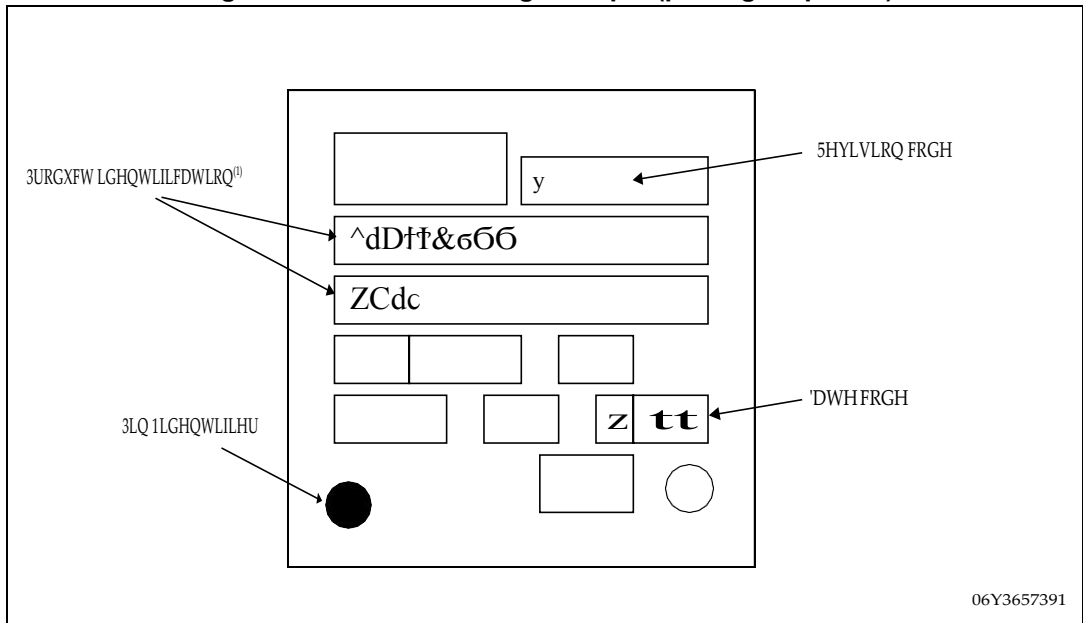 5HYLVLRQ FRGH
y
3URGXFW LGHQWLILFDWLRQ(1)
ZCdc
'DWH FRGH
z tt
3LQ 1LGHQWLILHU
06Y3657391